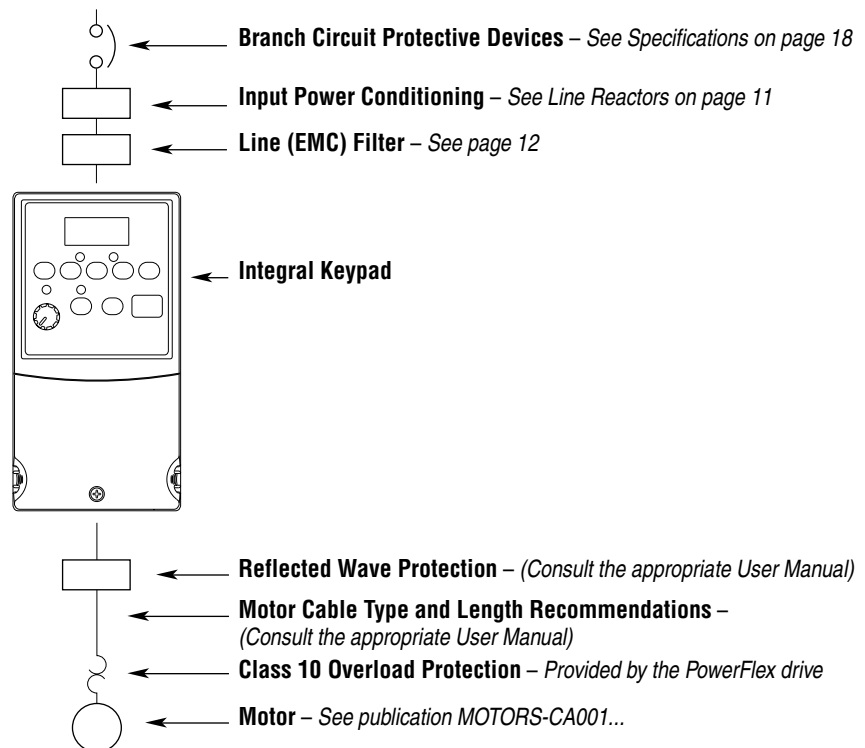 Branch Circuit Protective Devices – See Specifications on page 18
Input Power Conditioning – See Line Reactors on page 11
Line (EMC) Filter – See page 12
Integral Keypad
Reflected Wave Protection – (Consult the appropriate User Manual)
Motor Cable Type and Length Recommendations –
(Consult the appropriate User Manual)
Class 10 Overload Protection – Provided by the PowerFlex drive
Motor – See publication MOTORS-CA001...